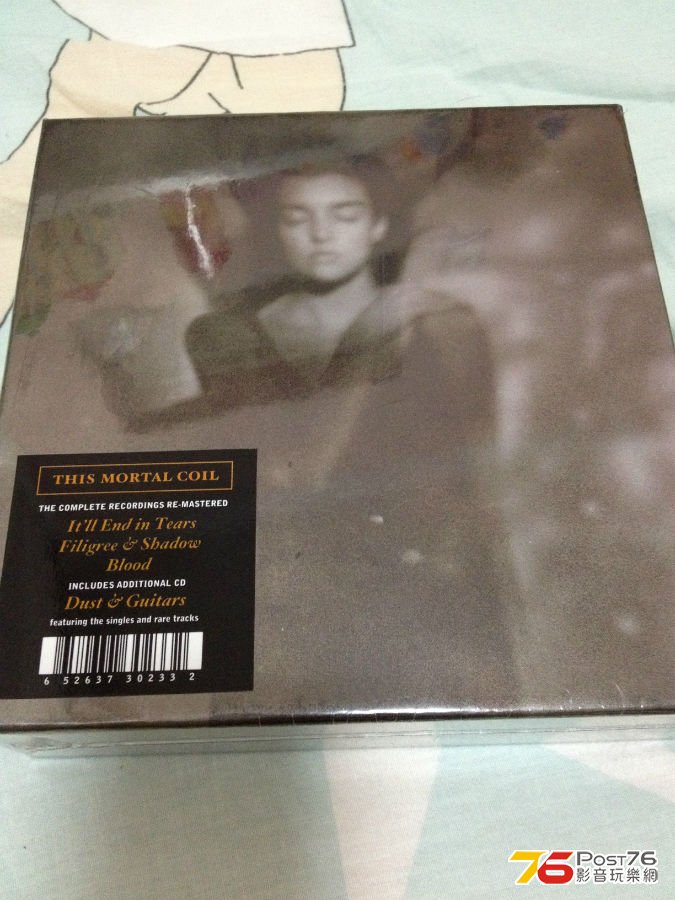 THIS MORTAL COIL
THE COMPLETE RECORDINGS RE-MASTERED
It'll End in Tears
Filigree & Shadow
Blood
INCLUDES ADDITIONAL CD
Dust & Guitars
featuring the singles and rare tracks
6 52637 30233 2
76 Post76
影音玩樂網